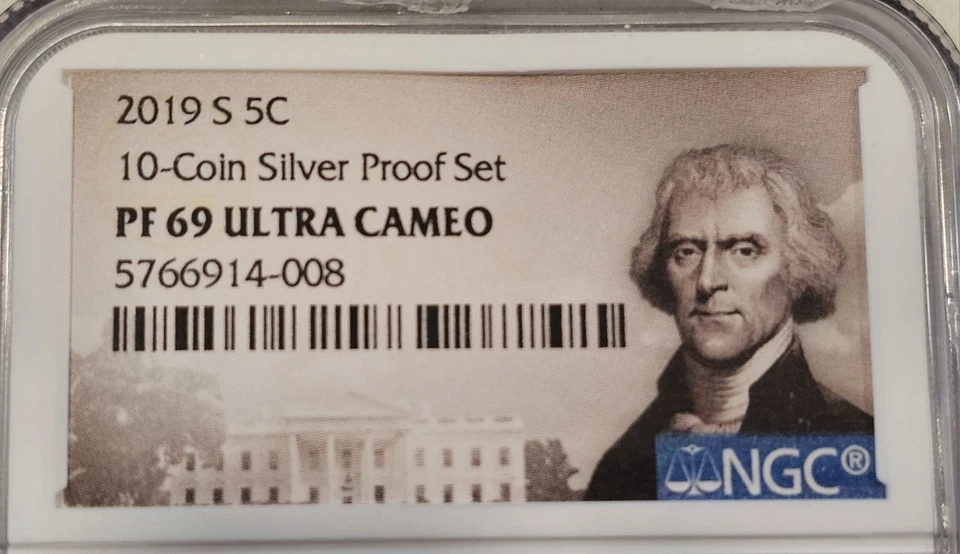 2019 S 5C
10-Coin Silver Proof Set
PF 69 ULTRA CAMEO
5766914-008
NGC®